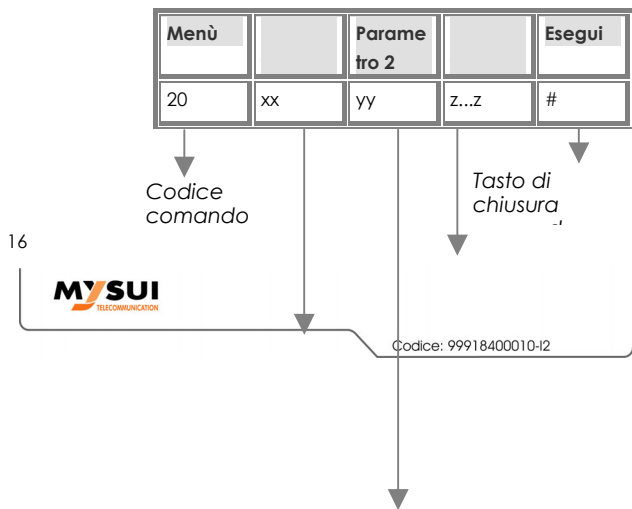 Menù Parame Esegui
tro 2
20 xx yy z...z #
Codice
comando
Tasto di
chiusura
16
MYSUI
TELECOMMUNICATION
Codice: 99918400010-I2